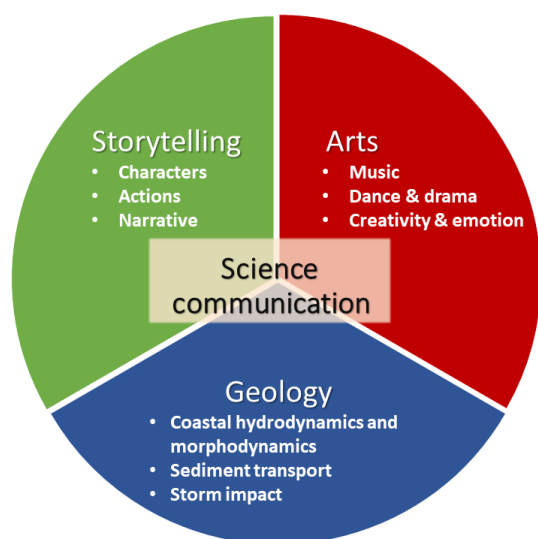 Storytelling
• Characters
• Actions
• Narrative
Arts
• Music
• Dance & drama
• Creativity & emotion
Science
communication
Geology
• Coastal hydrodynamics and
morphodynamics
• Sediment transport
• Storm impact